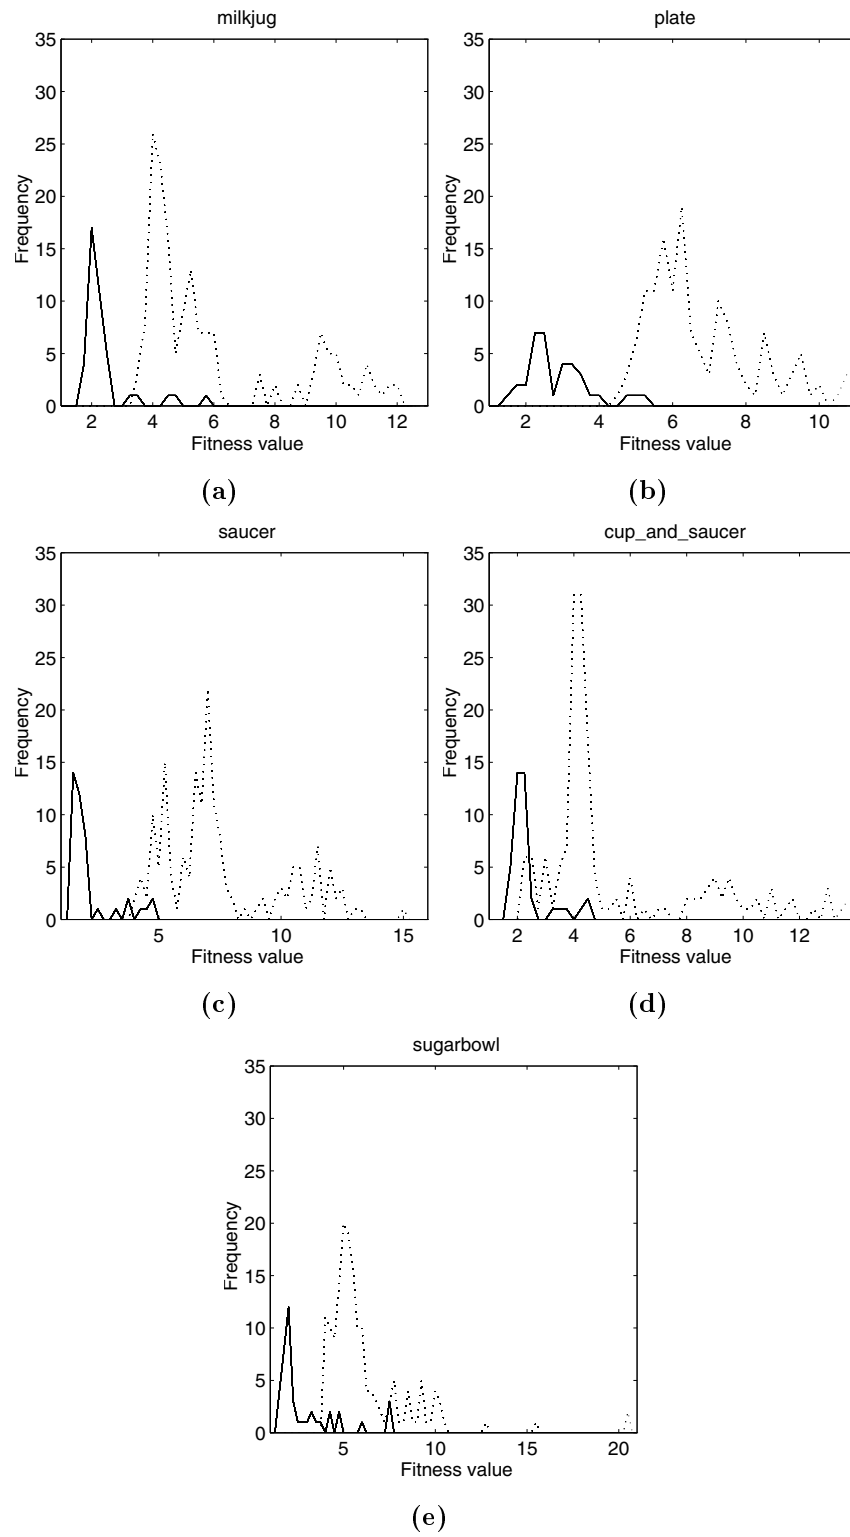 milkjug
35
30
25
20
15
10
5
0
Frequency
2 4 6 8 10 12
Fitness value
(a)
plate
35
30
25
20
15
10
5
0
Frequency
2 4 6 8 10
Fitness value
(b)
saucer
35
30
25
20
15
10
5
0
Frequency
5 10 15
Fitness value
(c)
cup_and_saucer
35
30
25
20
15
10
5
0
Frequency
2 4 6 8 10 12
Fitness value
(d)
sugarbowl
35
30
25
20
15
10
5
0
Frequency
5 10 15 20
Fitness value
(e)